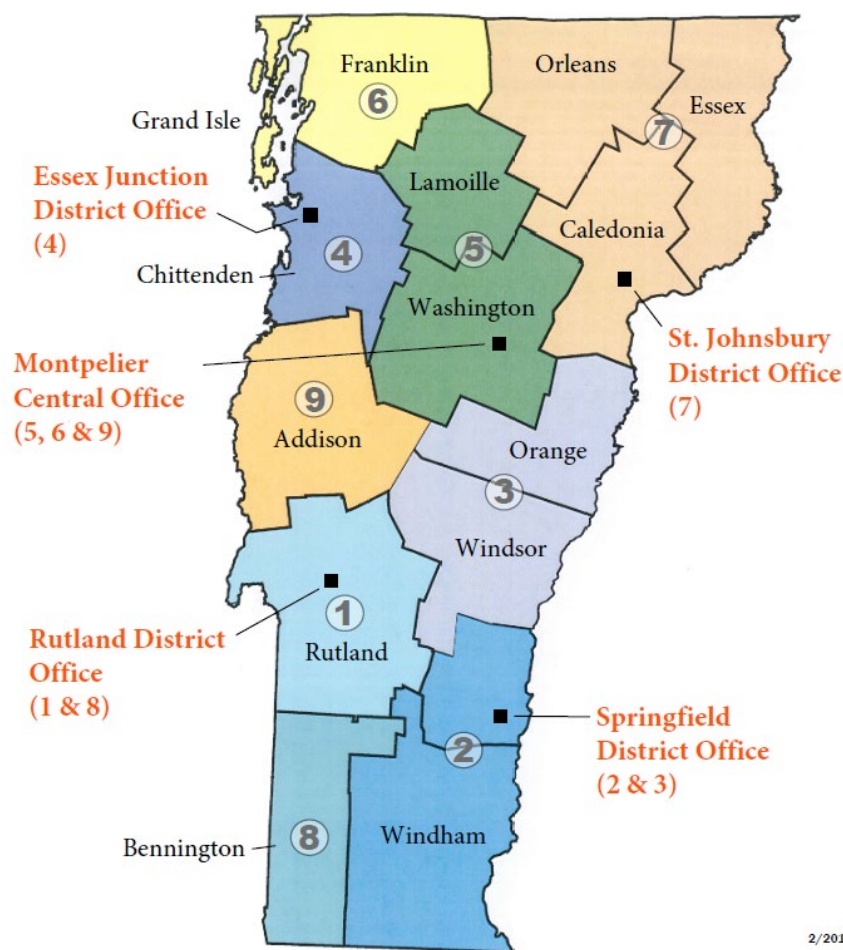 Franklin
6
Orleans
Essex
Grand Isle
7
Essex Junction
District Office
(4)
Lamoille
Caledonia
4
5
Chittenden
Washington
Montpelier
Central Office
(5, 6 & 9)
St. Johnsbury
District Office
(7)
9
Addison
Orange
3
Windsor
1
Rutland
Rutland District
Office
(1 & 8)
Springfield
District Office
(2 & 3)
2
8
Windham
Bennington
2/201